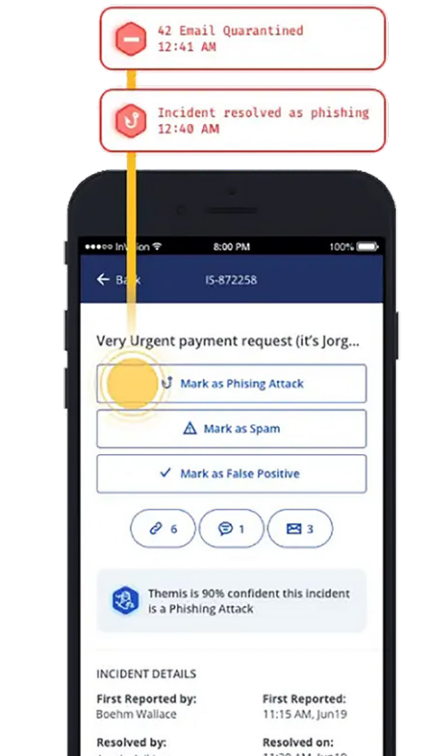 42 Email Quarantined
12:41 AM
Incident resolved as phishing
12:40 AM
8:00 PM
100%
IS-872258
Very Urgent payment request (it's Jorg...
Mark as Phising Attack
Mark as Spam
Mark as False Positive
6
1
3
Themis is 90% confident this incident
is a Phishing Attack
INCIDENT DETAILS
First Reported by:
Boehm Wallace
First Reported:
11:15 AM, Jun19
Resolved by:
Resolved on: